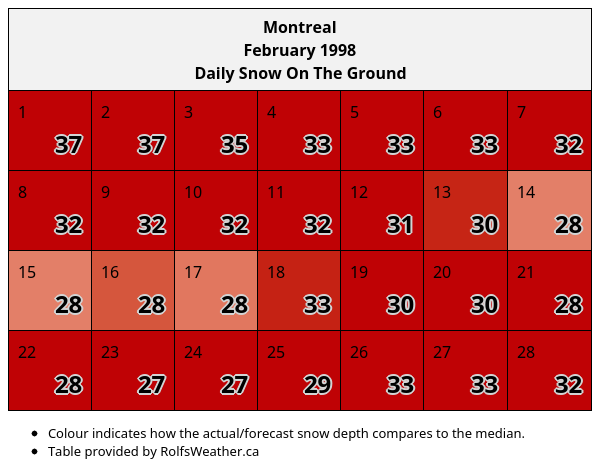 Montreal
February 1998
Daily Snow On The Ground
1 2 3 4 5 6 7
37 37 35 33 33 33 32
8 9 10 11 12 13 14
32 32 32 32 31 30 28
15 16 17 18 19 20 21
28 28 28 33 30 30 28
22 23 24 25 26 27 28
28 27 27 29 33 33 32
• Colour indicates how the actual/forecast snow depth compares to the median.
• Table provided by RolfsWeather.ca